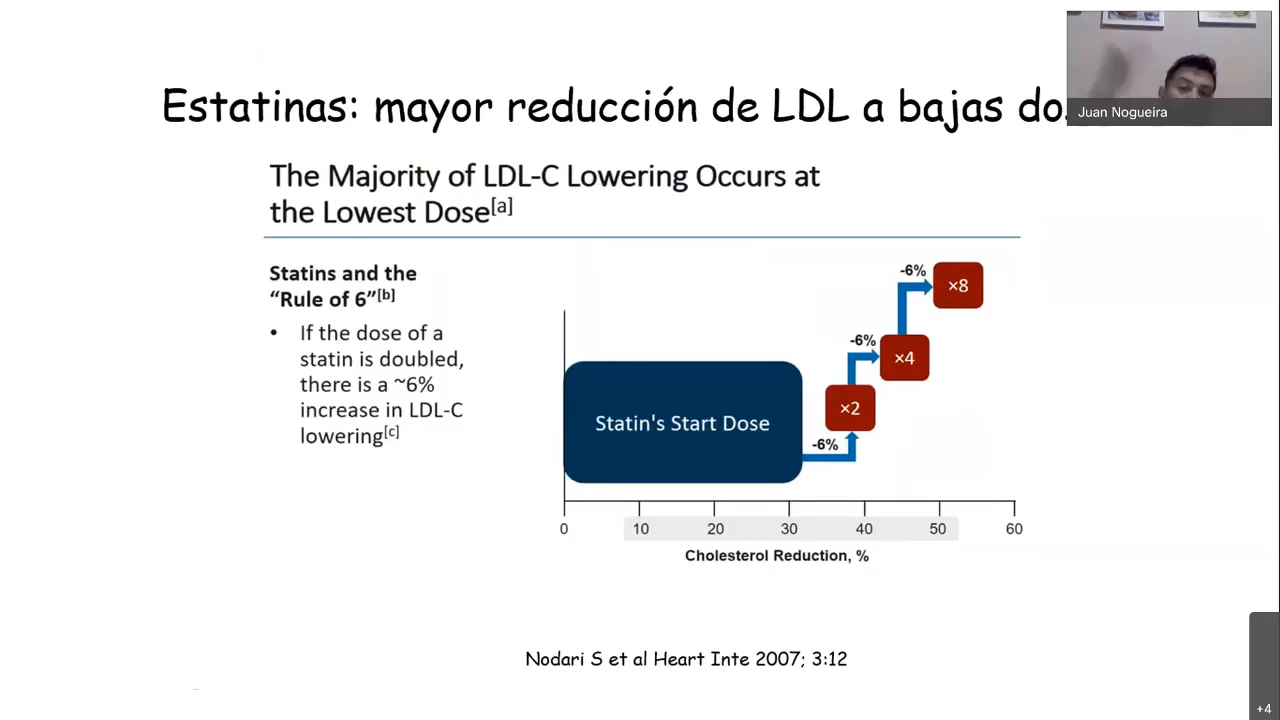 Estatinas: mayor reducción de LDL a bajas
Juan Nogueira
The Majority of LDL-C Lowering Occurs at
the Lowest Dose[a]
Statins and the
“Rule of 6”[b]
• If the dose of a
statin is doubled,
there is a ~6%
increase in LDL-C
lowering[c]
-6%
×8
-6%
×4
×2
Statin's Start Dose
-6%
0 10 20 30 40 50 60
Cholesterol Reduction, %
Nodari S et al Heart Inte 2007; 3:12
+4